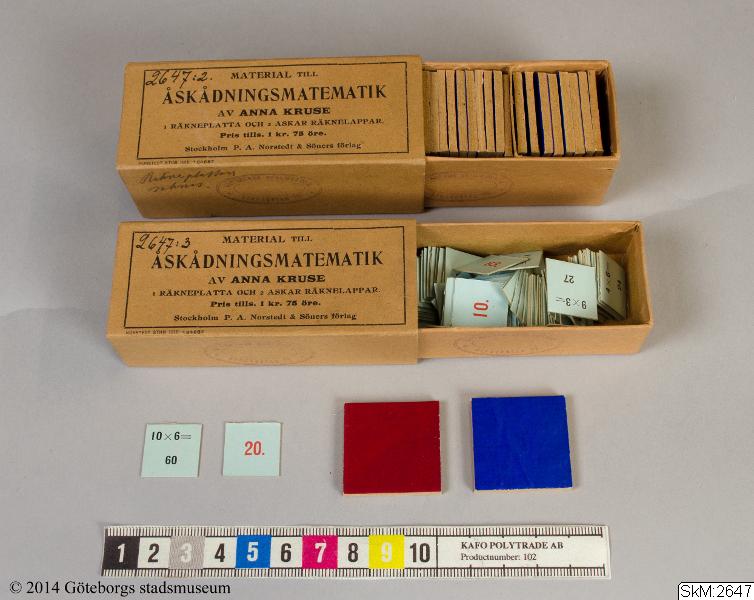 2647:2.
MATERIAL TILL
ÅSKÅDNINGSMATEMATIK
AV ANNA KRUSE
1 RÄKNEPLATTA OCH 2 ASKAR RÄKNELAPPAR.
Pris tills. 1 kr. 75 öre.
Stockholm P. A. Norstedt & Söners förlag
Räkneplattan
saknas.
2647:3
MATERIAL TILL
ÅSKÅDNINGSMATEMATIK
AV ANNA KRUSE
1 RÄKNEPLATTA OCH 2 ASKAR RÄKNELAPPAR.
Pris tills. 1 kr. 75 öre.
Stockholm P. A. Norstedt & Söners förlag
10.
9×3=
27
10×6=
60
20.
1 2 3 4 5 6 7 8 9 10
KAFO POLYTRADE AB
Productnumber: 102
© 2014 Göteborgs stadsmuseum
SkM:2647